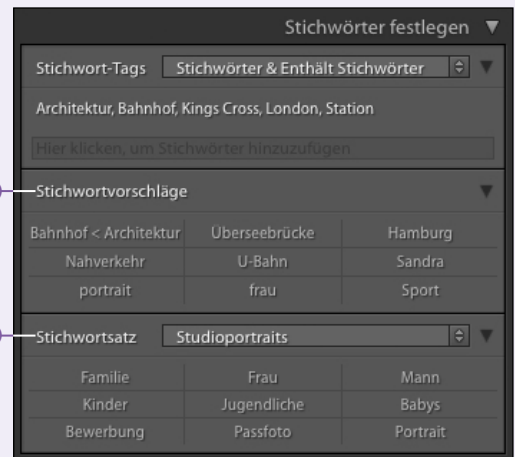 Stichwörter festlegen
Stichwort-Tags Stichwörter & Enthält Stichwörter
Architektur, Bahnhof, Kings Cross, London, Station
Hier klicken, um Stichwörter hinzuzufügen
Stichwortvorschläge
Bahnhof < Architektur Überseebrücke Hamburg
Nahverkehr U-Bahn Sandra
portrait frau Sport
Stichwortsatz Studioportraits
Familie Frau Mann
Kinder Jugendliche Babys
Bewerbung Passfoto Portrait